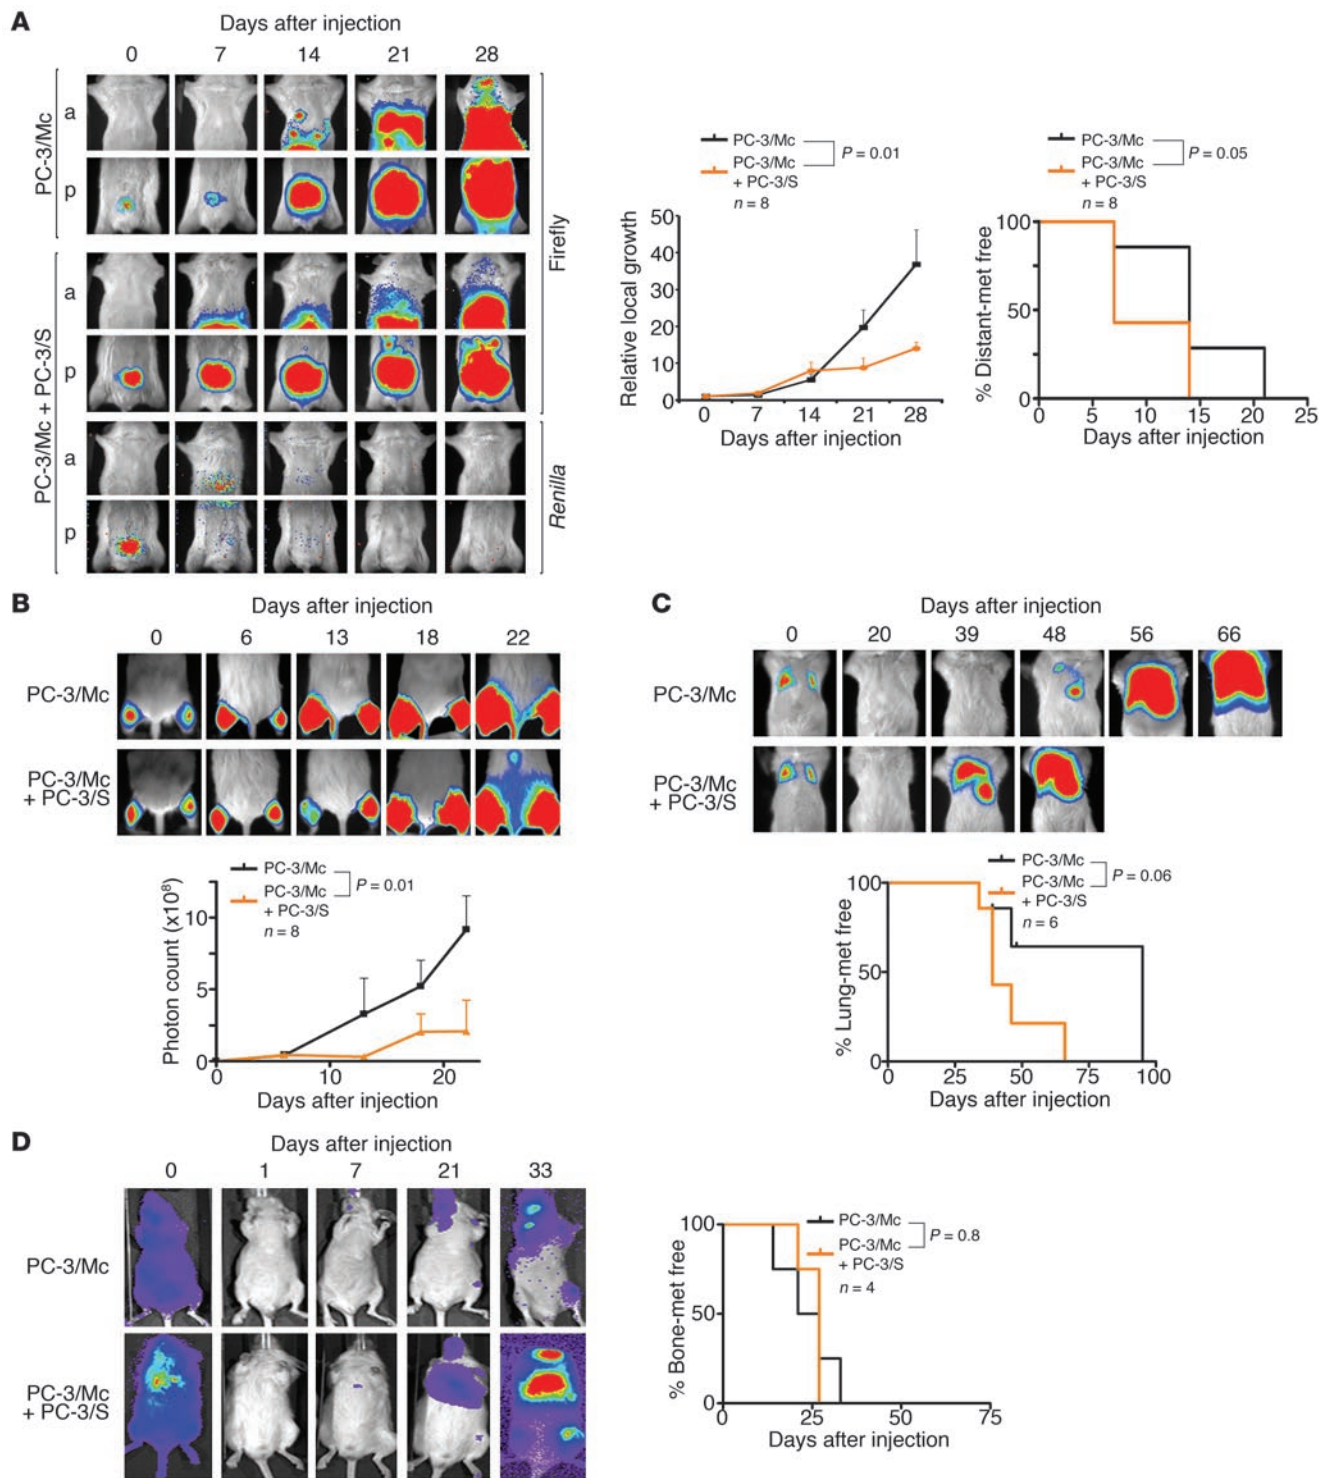 A
Days after injection
0 7 14 21 28
PC-3/Mc
a
p
PC-3/Mc + PC-3/S
a
p
a
p
Firefly
Renilla
PC-3/Mc
PC-3/Mc
+ PC-3/S
P = 0.01
n = 8
Relative local growth
50
40
30
20
10
0
0 7 14 21 28
Days after injection
PC-3/Mc
PC-3/Mc
+ PC-3/S
P = 0.05
n = 8
% Distant-met free
100
50
0
0 5 10 15 20 25
Days after injection
B
Days after injection
0 6 13 18 22
PC-3/Mc
PC-3/Mc
+ PC-3/S
PC-3/Mc
PC-3/Mc
+ PC-3/S
P = 0.01
n = 8
Photon count (x10⁸)
10
5
0
0 10 20
Days after injection
C
Days after injection
0 20 39 48 56 66
PC-3/Mc
PC-3/Mc
+ PC-3/S
PC-3/Mc
PC-3/Mc
+ PC-3/S
P = 0.06
n = 6
% Lung-met free
100
50
0
0 25 50 75 100
Days after injection
D
Days after injection
0 1 7 21 33
PC-3/Mc
PC-3/Mc
+ PC-3/S
PC-3/Mc
PC-3/Mc
+ PC-3/S
P = 0.8
n = 4
% Bone-met free
100
50
0
0 25 50 75
Days after injection